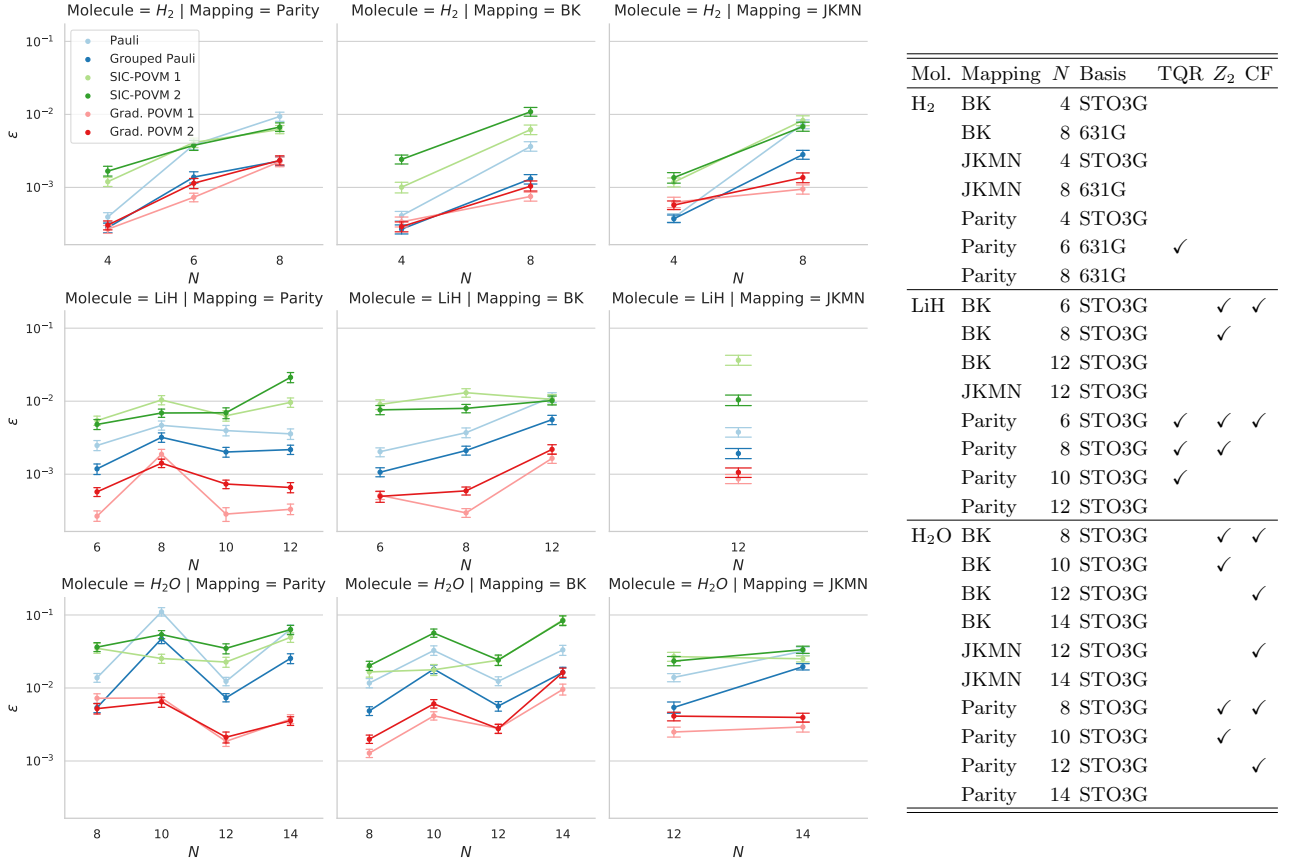 Molecule = H₂ | Mapping = Parity
Molecule = H₂ | Mapping = BK
Molecule = H₂ | Mapping = JKMN
Pauli
Grouped Pauli
SIC-POVM 1
SIC-POVM 2
Grad. POVM 1
Grad. POVM 2
10⁻¹
10⁻²
10⁻³
ε
4 6 8
N
4 8
N
4 8
N
Molecule = LiH | Mapping = Parity
Molecule = LiH | Mapping = BK
Molecule = LiH | Mapping = JKMN
10⁻¹
10⁻²
10⁻³
ε
6 8 10 12
N
6 8 12
N
12
N
Molecule = H₂O | Mapping = Parity
Molecule = H₂O | Mapping = BK
Molecule = H₂O | Mapping = JKMN
10⁻¹
10⁻²
10⁻³
ε
8 10 12 14
N
8 10 12 14
N
12 14
N
Mol. Mapping N Basis TQR Z₂ CF
H₂ BK 4 STO3G
BK 8 631G
JKMN 4 STO3G
JKMN 8 631G
Parity 4 STO3G
Parity 6 631G ✓
Parity 8 631G
LiH BK 6 STO3G ✓ ✓
BK 8 STO3G ✓
BK 12 STO3G
JKMN 12 STO3G
Parity 6 STO3G ✓ ✓ ✓
Parity 8 STO3G ✓ ✓
Parity 10 STO3G ✓
Parity 12 STO3G
H₂O BK 8 STO3G ✓ ✓
BK 10 STO3G ✓
BK 12 STO3G ✓
BK 14 STO3G
JKMN 12 STO3G ✓
JKMN 14 STO3G
Parity 8 STO3G ✓ ✓
Parity 10 STO3G ✓
Parity 12 STO3G ✓
Parity 14 STO3G